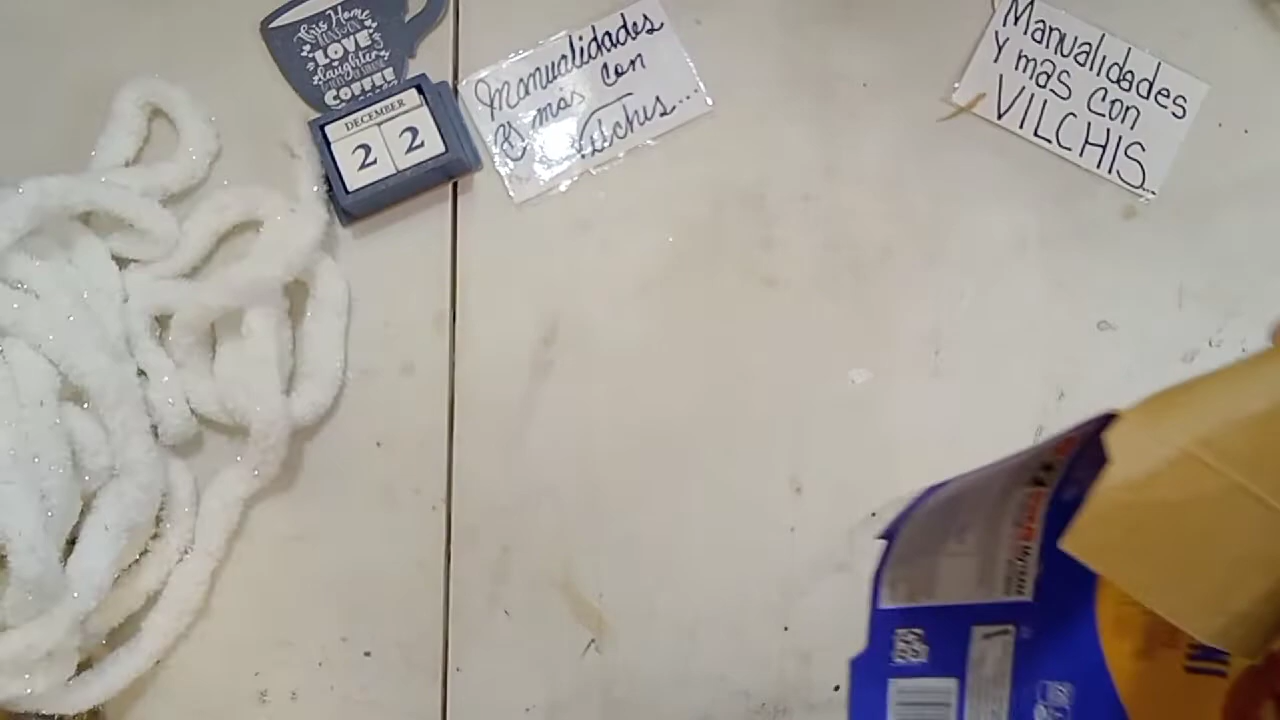 This Home
LOVE
laughter
COFFEE
DECEMBER
2 2
Manualidades
y más con
Vilchis...
Manualidades
Y mas con
VILCHIS...